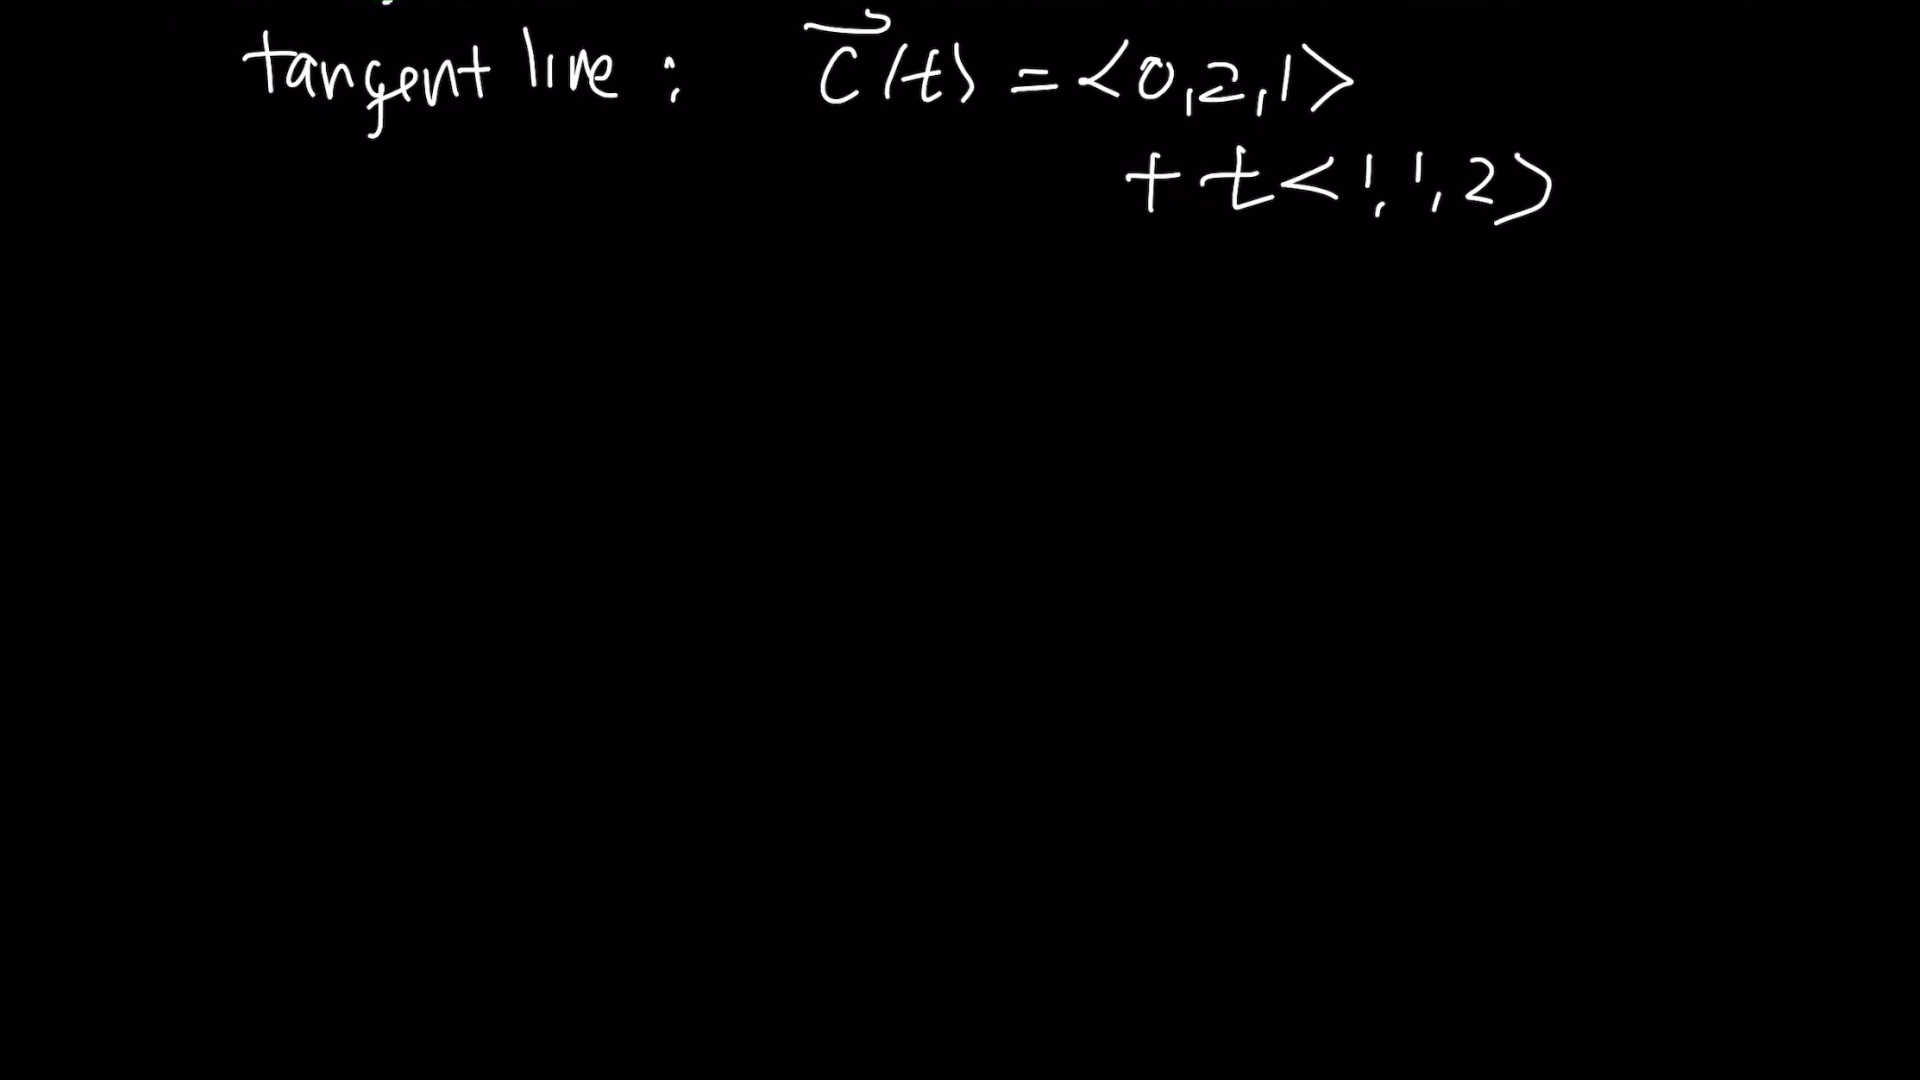 tangent line : c⃗(t) = <0,2,1>
+ t<1,1,2>